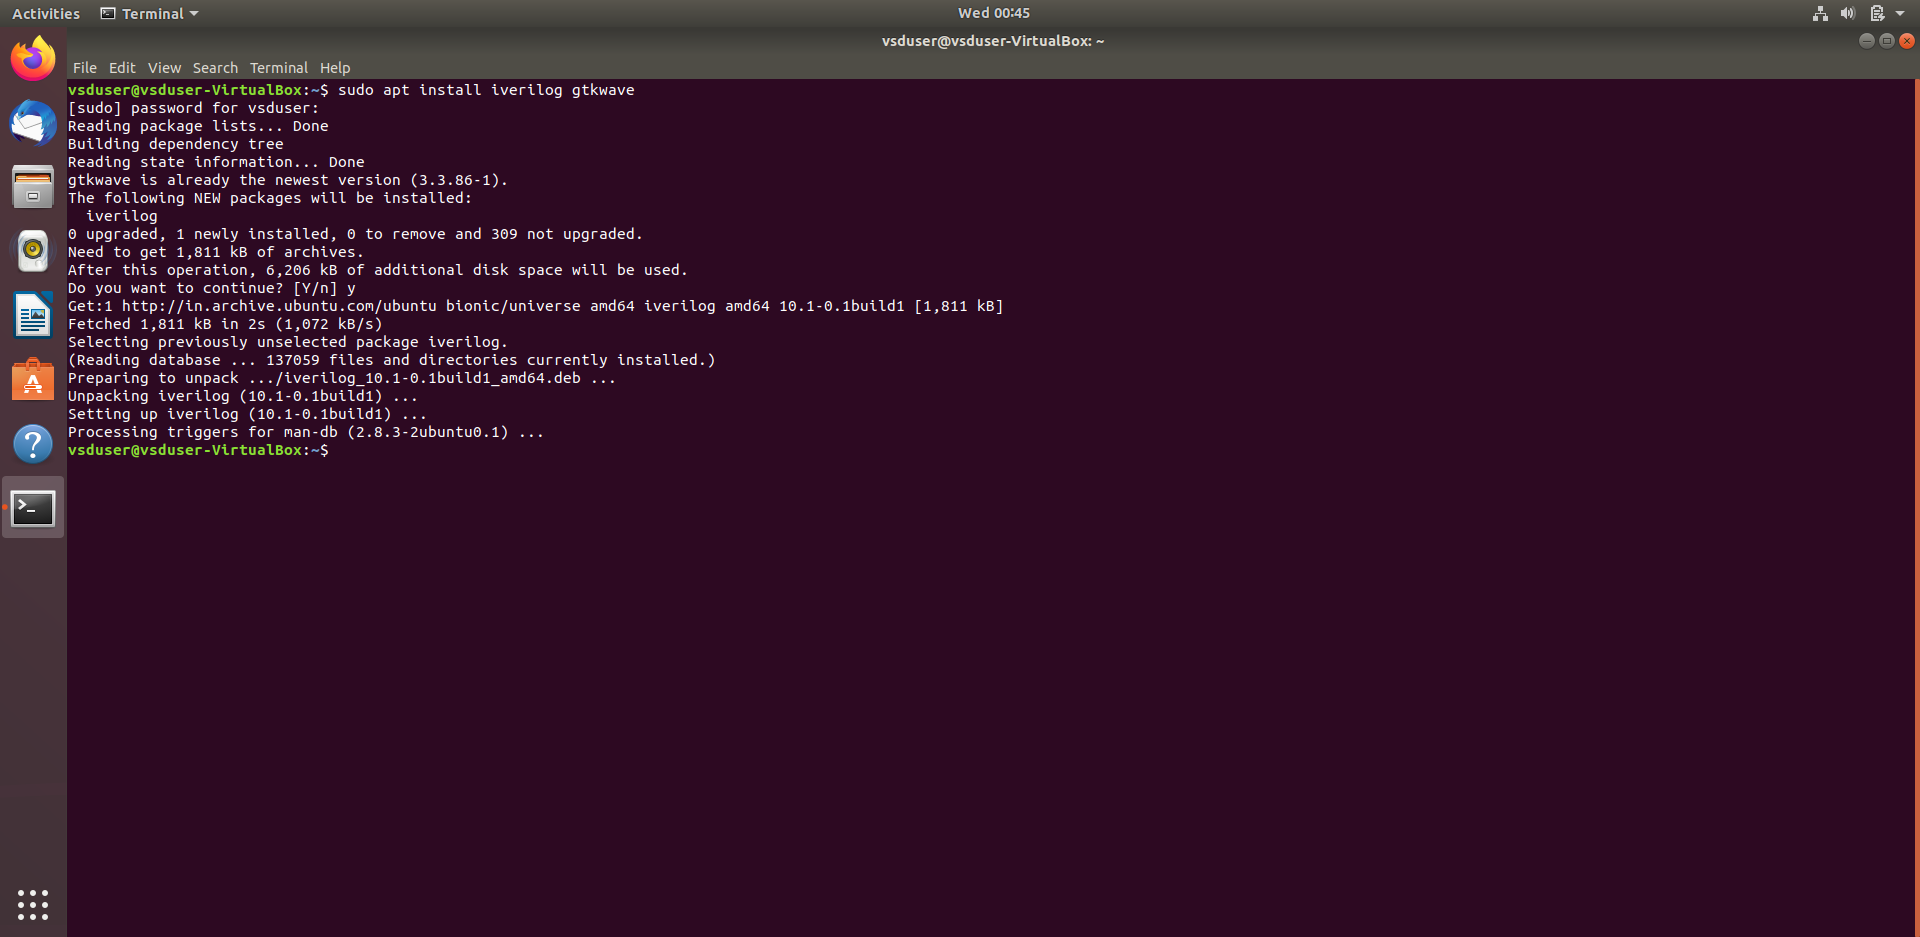 Activities Terminal Wed 00:45
vsduser@vsduser-VirtualBox: ~
File Edit View Search Terminal Help
vsduser@vsduser-VirtualBox:~$ sudo apt install iverilog gtkwave
[sudo] password for vsduser:
Reading package lists... Done
Building dependency tree
Reading state information... Done
gtkwave is already the newest version (3.3.86-1).
The following NEW packages will be installed:
  iverilog
0 upgraded, 1 newly installed, 0 to remove and 309 not upgraded.
Need to get 1,811 kB of archives.
After this operation, 6,206 kB of additional disk space will be used.
Do you want to continue? [Y/n] y
Get:1 http://in.archive.ubuntu.com/ubuntu bionic/universe amd64 iverilog amd64 10.1-0.1build1 [1,811 kB]
Fetched 1,811 kB in 2s (1,072 kB/s)
Selecting previously unselected package iverilog.
(Reading database ... 137059 files and directories currently installed.)
Preparing to unpack .../iverilog_10.1-0.1build1_amd64.deb ...
Unpacking iverilog (10.1-0.1build1) ...
Setting up iverilog (10.1-0.1build1) ...
Processing triggers for man-db (2.8.3-2ubuntu0.1) ...
vsduser@vsduser-VirtualBox:~$